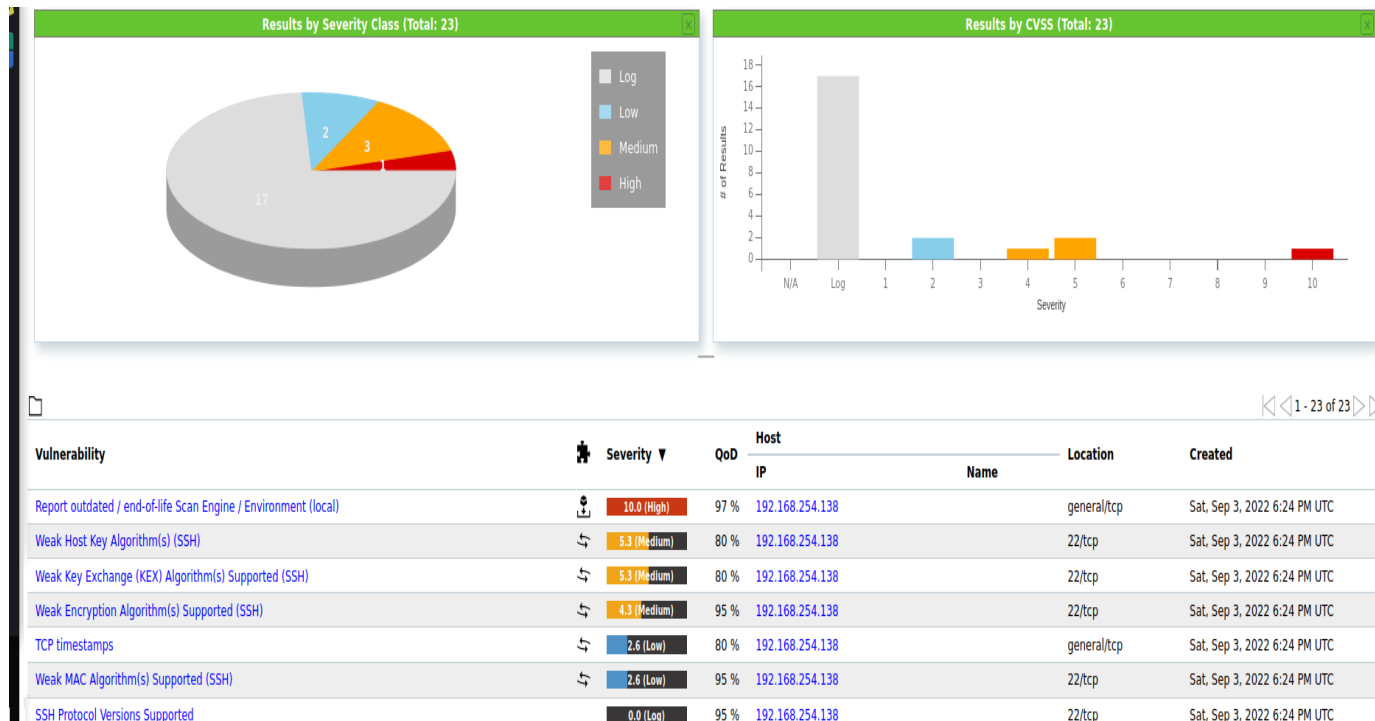 Results by Severity Class (Total: 23)
x
Results by CVSS (Total: 23)
x
2
3
1
17
Log
Low
Medium
High
# of Results
18
16
14
12
10
8
6
4
2
0
N/A Log 1 2 3 4 5 6 7 8 9 10
Severity
1 - 23 of 23
Vulnerability Severity ▼ QoD Host Location Created
IP Name
Report outdated / end-of-life Scan Engine / Environment (local) 10.0 (High) 97 % 192.168.254.138 general/tcp Sat, Sep 3, 2022 6:24 PM UTC
Weak Host Key Algorithm(s) (SSH) 5.3 (Medium) 80 % 192.168.254.138 22/tcp Sat, Sep 3, 2022 6:24 PM UTC
Weak Key Exchange (KEX) Algorithm(s) Supported (SSH) 5.3 (Medium) 80 % 192.168.254.138 22/tcp Sat, Sep 3, 2022 6:24 PM UTC
Weak Encryption Algorithm(s) Supported (SSH) 4.3 (Medium) 95 % 192.168.254.138 22/tcp Sat, Sep 3, 2022 6:24 PM UTC
TCP timestamps 2.6 (Low) 80 % 192.168.254.138 general/tcp Sat, Sep 3, 2022 6:24 PM UTC
Weak MAC Algorithm(s) Supported (SSH) 2.6 (Low) 95 % 192.168.254.138 22/tcp Sat, Sep 3, 2022 6:24 PM UTC
SSH Protocol Versions Supported 0.0 (Log) 95 % 192.168.254.138 22/tcp Sat, Sep 3, 2022 6:24 PM UTC